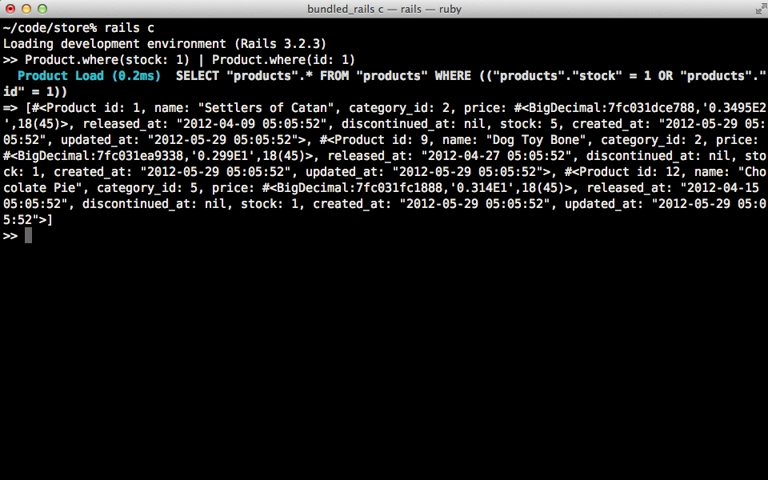 bundled_rails c — rails — ruby
~/code/store% rails c
Loading development environment (Rails 3.2.3)
>> Product.where(stock: 1) | Product.where(id: 1)
  Product Load (0.2ms)  SELECT "products".* FROM "products" WHERE (("products"."stock" = 1 OR "products"."
id" = 1))
=> [#<Product id: 1, name: "Settlers of Catan", category_id: 2, price: #<BigDecimal:7fc031dce788,'0.3495E2
',18(45)>, released_at: "2012-04-09 05:05:52", discontinued_at: nil, stock: 5, created_at: "2012-05-29 05:
05:52", updated_at: "2012-05-29 05:05:52">, #<Product id: 9, name: "Dog Toy Bone", category_id: 2, price:
#<BigDecimal:7fc031ea9338,'0.299E1',18(45)>, released_at: "2012-04-27 05:05:52", discontinued_at: nil, sto
ck: 1, created_at: "2012-05-29 05:05:52", updated_at: "2012-05-29 05:05:52">, #<Product id: 12, name: "Cho
colate Pie", category_id: 5, price: #<BigDecimal:7fc031fc1888,'0.314E1',18(45)>, released_at: "2012-04-15
05:05:52", discontinued_at: nil, stock: 1, created_at: "2012-05-29 05:05:52", updated_at: "2012-05-29 05:0
5:52">]
>>